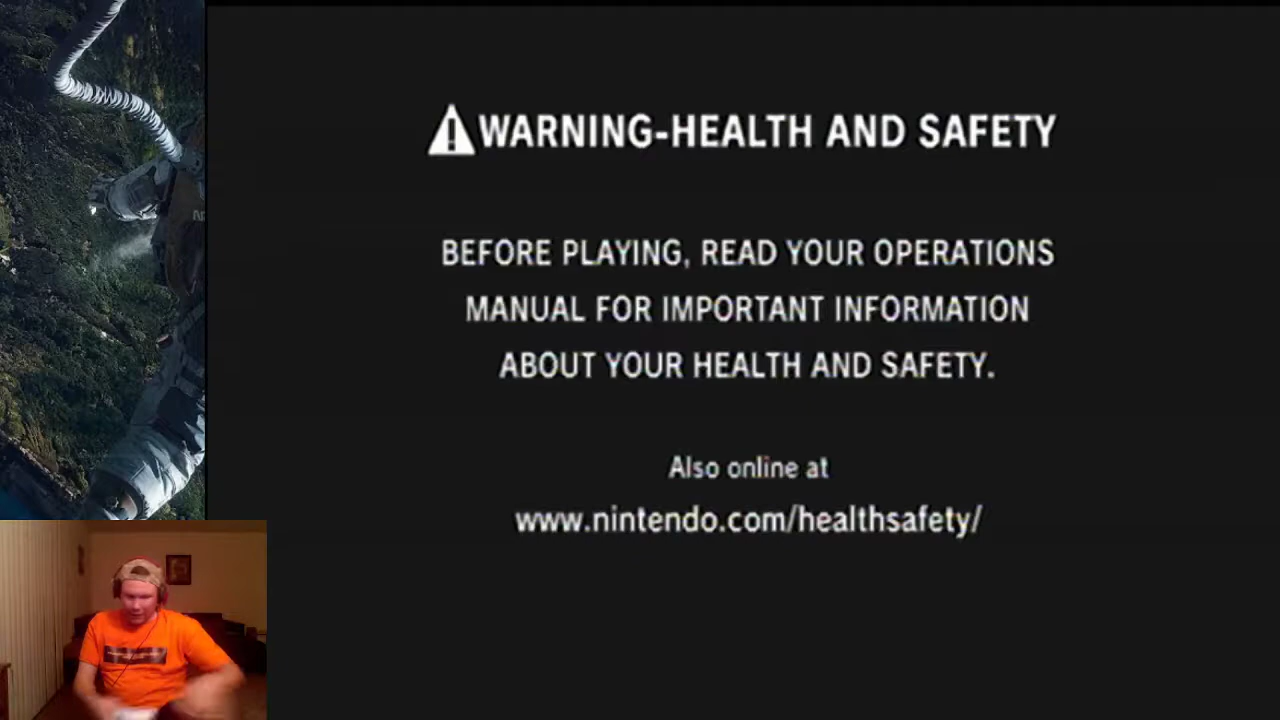 WARNING-HEALTH AND SAFETY
BEFORE PLAYING, READ YOUR OPERATIONS
MANUAL FOR IMPORTANT INFORMATION
ABOUT YOUR HEALTH AND SAFETY.
Also online at
www.nintendo.com/healthsafety/